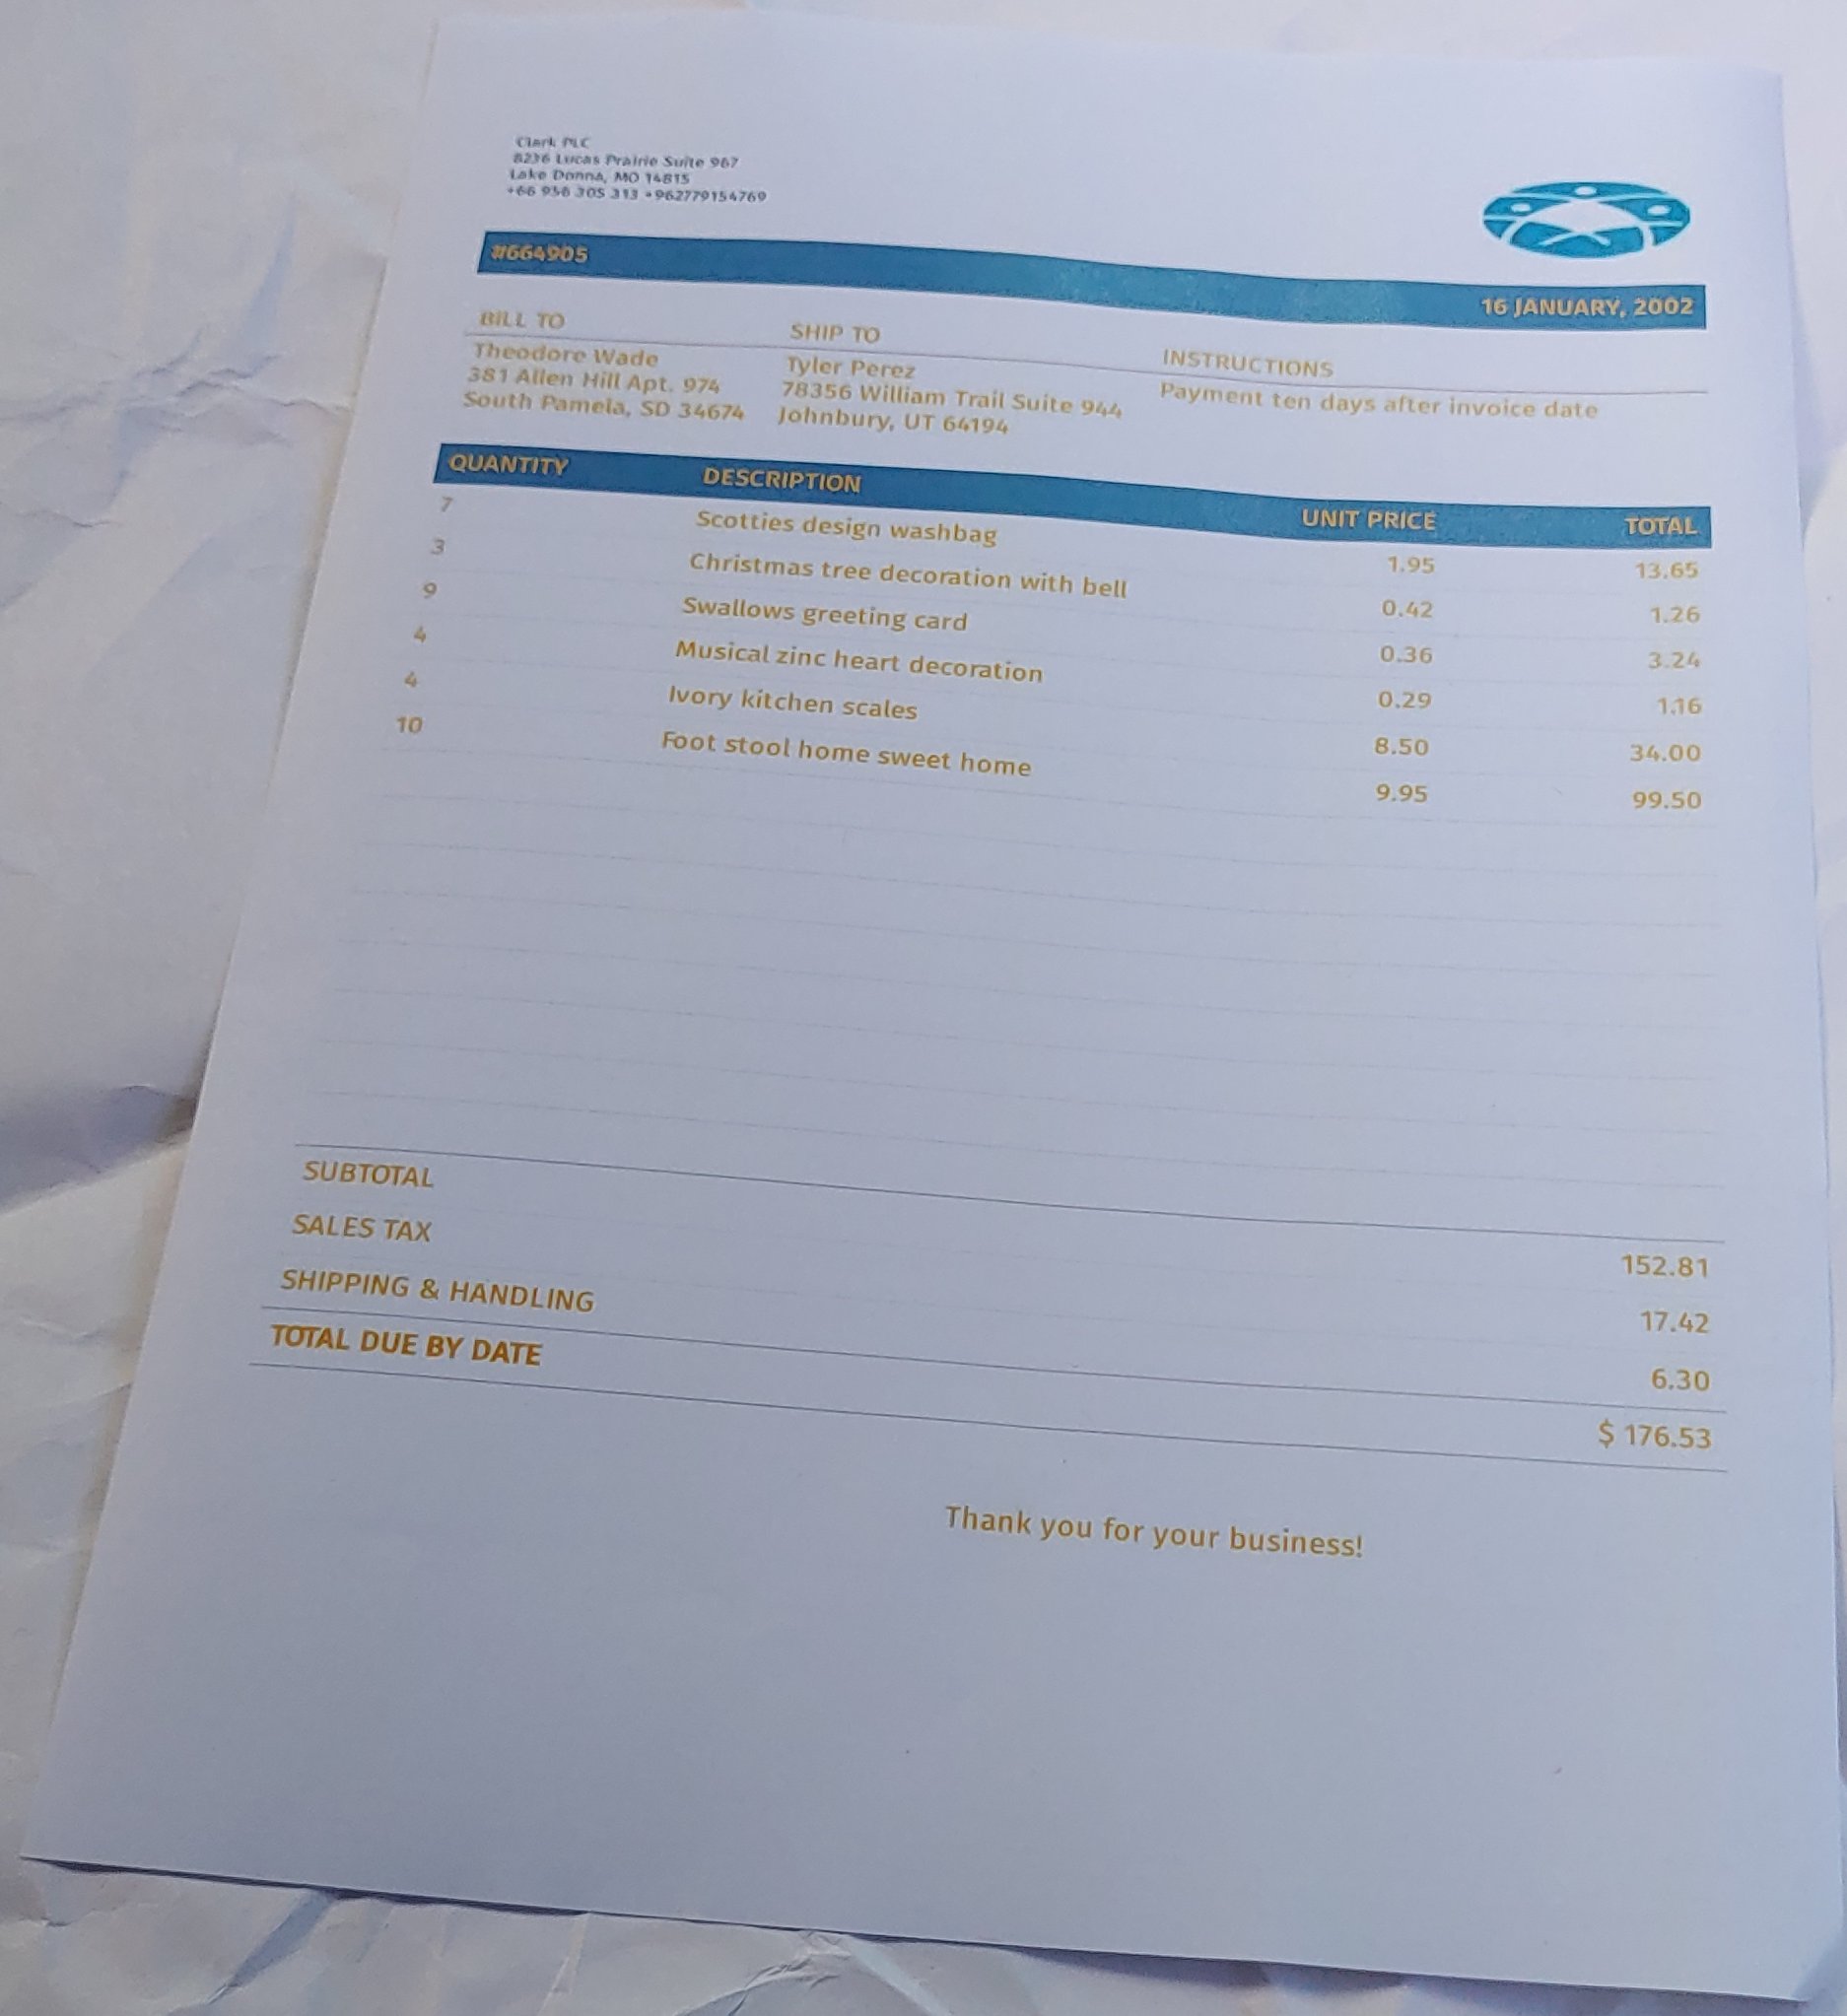 Clark PLC
8236 Lucas Prairie Suite 967
Lake Donna, MO 14815
+66 956 305 313 +962779154769
#664905
16 JANUARY, 2002
BILL TO
Theodore Wade
381 Allen Hill Apt. 974
South Pamela, SD 34674
SHIP TO
Tyler Perez
78356 William Trail Suite 944
Johnbury, UT 64194
INSTRUCTIONS
Payment ten days after invoice date
QUANTITY DESCRIPTION UNIT PRICE TOTAL
7 Scotties design washbag 1.95 13.65
3 Christmas tree decoration with bell 0.42 1.26
9 Swallows greeting card 0.36 3.24
4 Musical zinc heart decoration 0.29 1.16
4 Ivory kitchen scales 8.50 34.00
10 Foot stool home sweet home 9.95 99.50
SUBTOTAL 152.81
SALES TAX 17.42
SHIPPING & HANDLING 6.30
TOTAL DUE BY DATE $ 176.53
Thank you for your business!